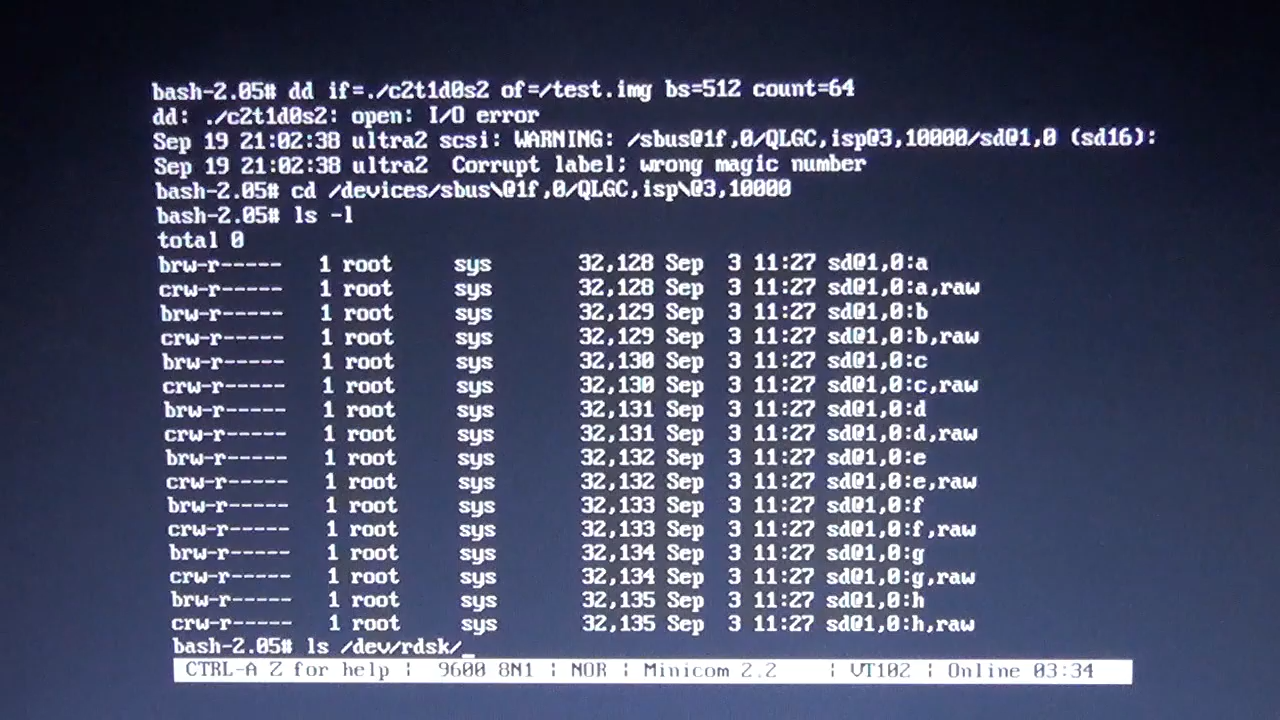 bash-2.05# dd if=./c2t1d0s2 of=/test.img bs=512 count=64
dd: ./c2t1d0s2: open: I/O error
Sep 19 21:02:38 ultra2 scsi: WARNING: /sbus@1f,0/QLGC,isp@3,10000/sd@1,0 (sd16):
Sep 19 21:02:38 ultra2  Corrupt label; wrong magic number
bash-2.05# cd /devices/sbus\@1f,0/QLGC,isp\@3,10000
bash-2.05# ls -l
total 0
brw-r-----   1 root     sys       32,128 Sep  3 11:27 sd@1,0:a
crw-r-----   1 root     sys       32,128 Sep  3 11:27 sd@1,0:a,raw
brw-r-----   1 root     sys       32,129 Sep  3 11:27 sd@1,0:b
crw-r-----   1 root     sys       32,129 Sep  3 11:27 sd@1,0:b,raw
brw-r-----   1 root     sys       32,130 Sep  3 11:27 sd@1,0:c
crw-r-----   1 root     sys       32,130 Sep  3 11:27 sd@1,0:c,raw
brw-r-----   1 root     sys       32,131 Sep  3 11:27 sd@1,0:d
crw-r-----   1 root     sys       32,131 Sep  3 11:27 sd@1,0:d,raw
brw-r-----   1 root     sys       32,132 Sep  3 11:27 sd@1,0:e
crw-r-----   1 root     sys       32,132 Sep  3 11:27 sd@1,0:e,raw
brw-r-----   1 root     sys       32,133 Sep  3 11:27 sd@1,0:f
crw-r-----   1 root     sys       32,133 Sep  3 11:27 sd@1,0:f,raw
brw-r-----   1 root     sys       32,134 Sep  3 11:27 sd@1,0:g
crw-r-----   1 root     sys       32,134 Sep  3 11:27 sd@1,0:g,raw
brw-r-----   1 root     sys       32,135 Sep  3 11:27 sd@1,0:h
crw-r-----   1 root     sys       32,135 Sep  3 11:27 sd@1,0:h,raw
bash-2.05# ls /dev/rdsk/_
CTRL-A Z for help ¦  9600 8N1 ¦ NOR ¦ Minicom 2.2    ¦ VT102 ¦ Online 03:34